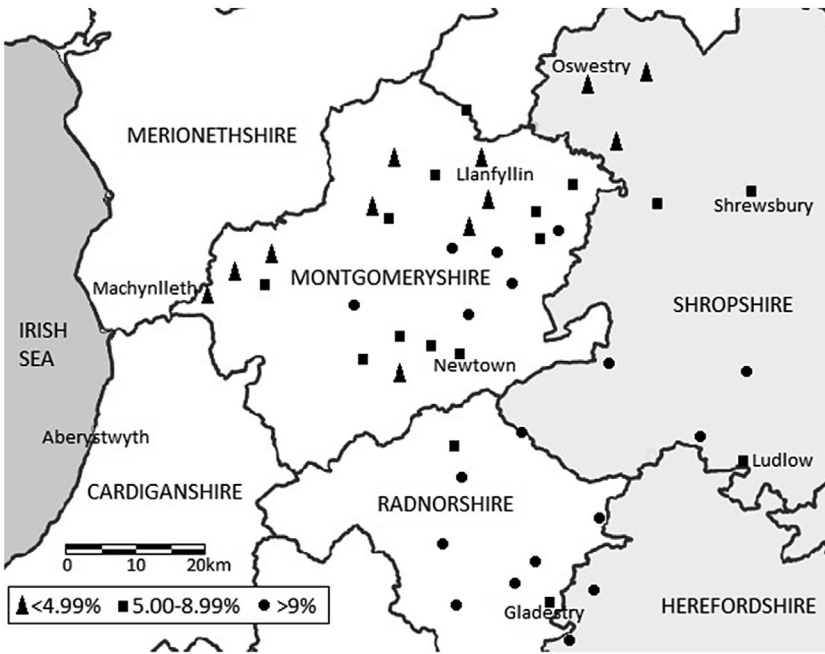 Oswestry
MERIONETHSHIRE
Llanfyllin
Shrewsbury
MONTGOMERYSHIRE
Machynlleth
SHROPSHIRE
IRISH
SEA
Newtown
Aberystwyth
Ludlow
CARDIGANSHIRE
RADNORSHIRE
0 10 20km
<4.99% 5.00-8.99% >9%
Gladestry
HEREFORDSHIRE